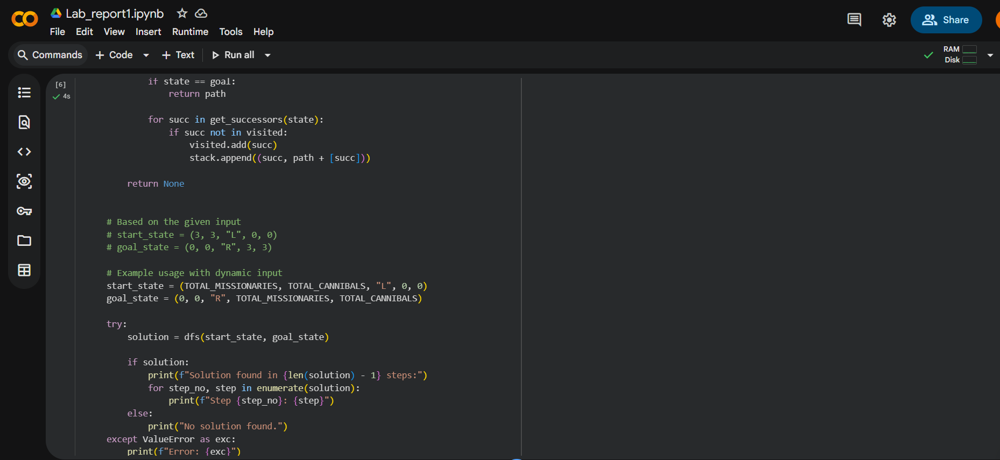 Lab_report1.ipynb
File Edit View Insert Runtime Tools Help
Share
Commands + Code + Text Run all
RAM
Disk
[6]
4s
if state == goal:
return path
for succ in get_successors(state):
if succ not in visited:
visited.add(succ)
stack.append((succ, path + [succ]))
return None
# Based on the given input
# start_state = (3, 3, "L", 0, 0)
# goal_state = (0, 0, "R", 3, 3)
# Example usage with dynamic input
start_state = (TOTAL_MISSIONARIES, TOTAL_CANNIBALS, "L", 0, 0)
goal_state = (0, 0, "R", TOTAL_MISSIONARIES, TOTAL_CANNIBALS)
try:
solution = dfs(start_state, goal_state)
if solution:
print(f"Solution found in {len(solution) - 1} steps:")
for step_no, step in enumerate(solution):
print(f"Step {step_no}: {step}")
else:
print("No solution found.")
except ValueError as exc:
print(f"Error: {exc}")